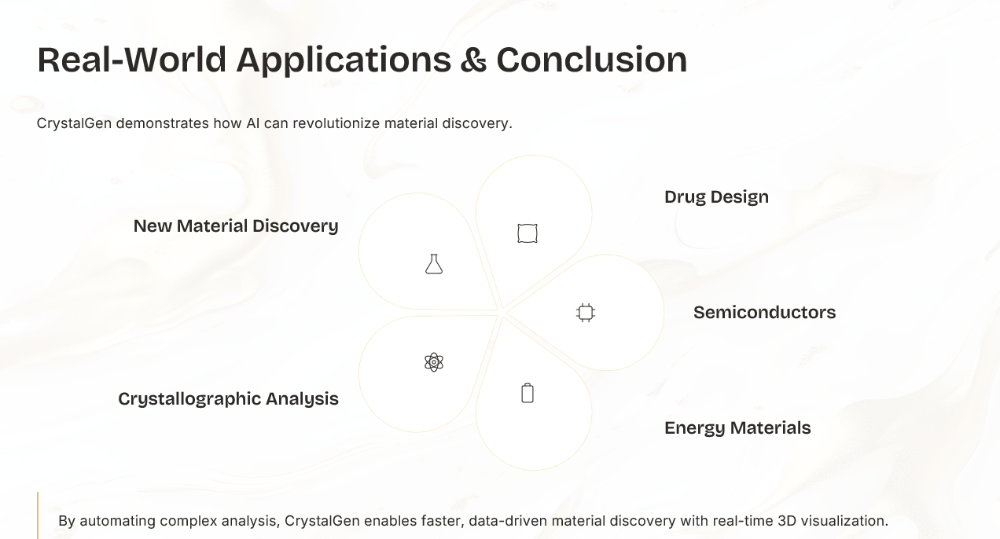 Real-World Applications & Conclusion
CrystalGen demonstrates how AI can revolutionize material discovery.
New Material Discovery
Drug Design
Semiconductors
Crystallographic Analysis
Energy Materials
By automating complex analysis, CrystalGen enables faster, data-driven material discovery with real-time 3D visualization.